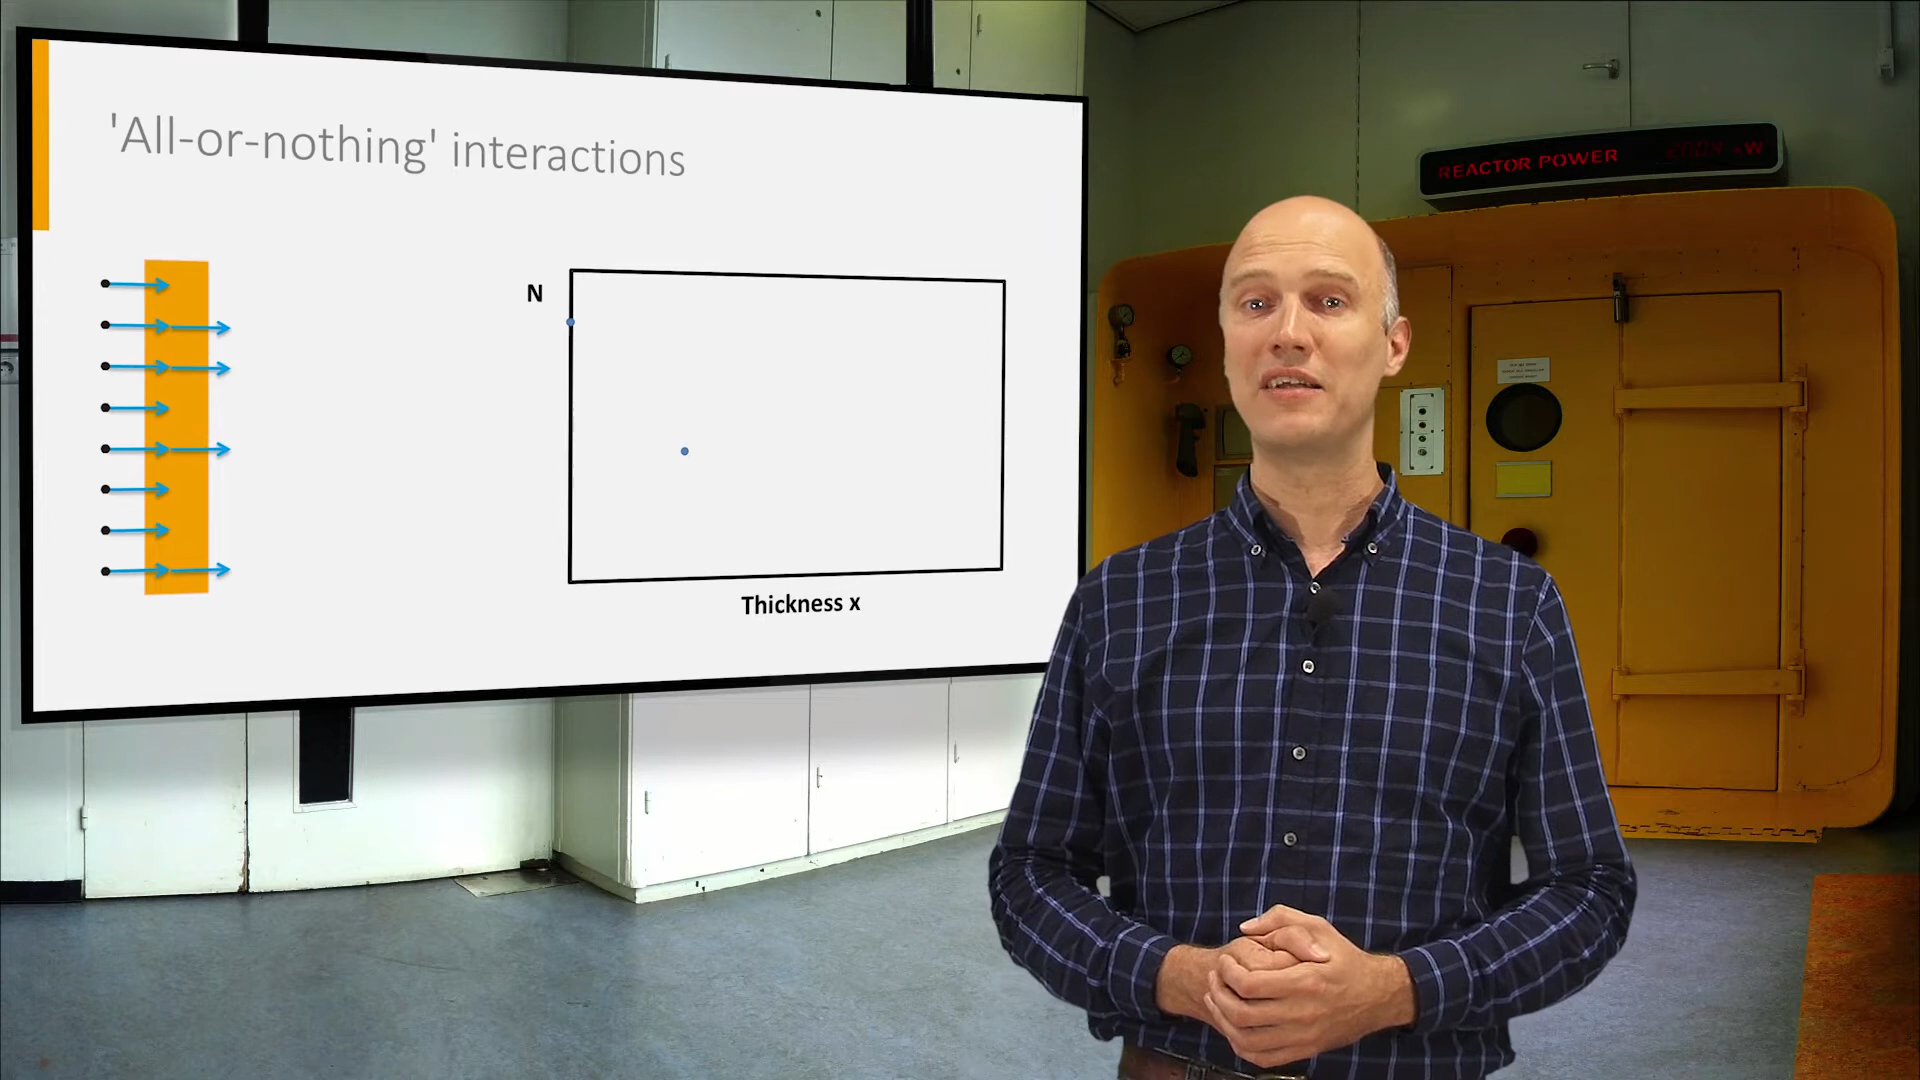 'All-or-nothing' interactions
N
Thickness x
REACTOR POWER